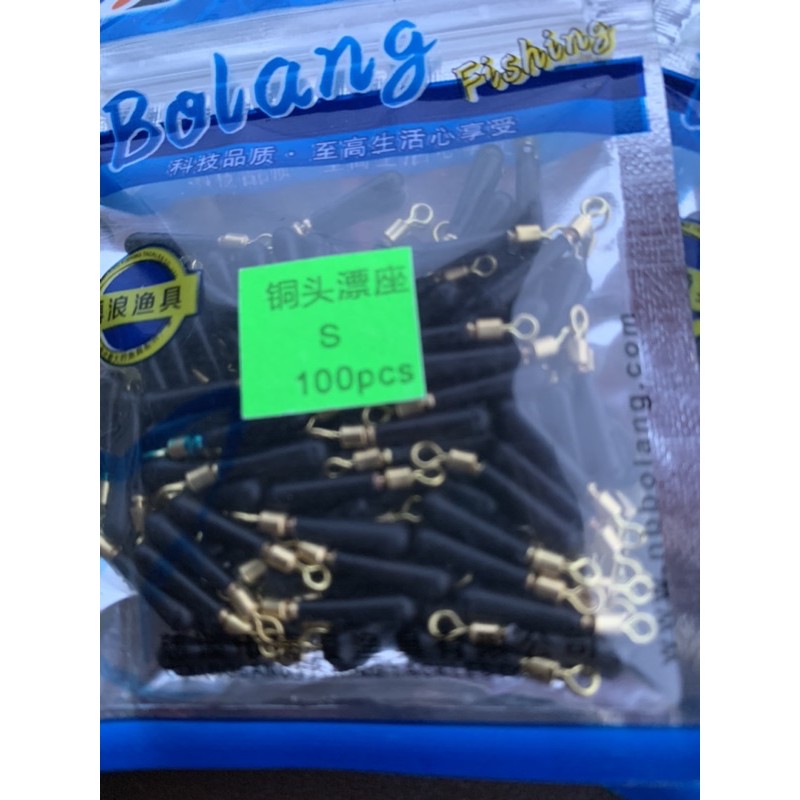 Bolang Fishing
科技品质·至高生活心享受
浪渔具
铜头漂座
S
100pcs
www.nbbolang.com